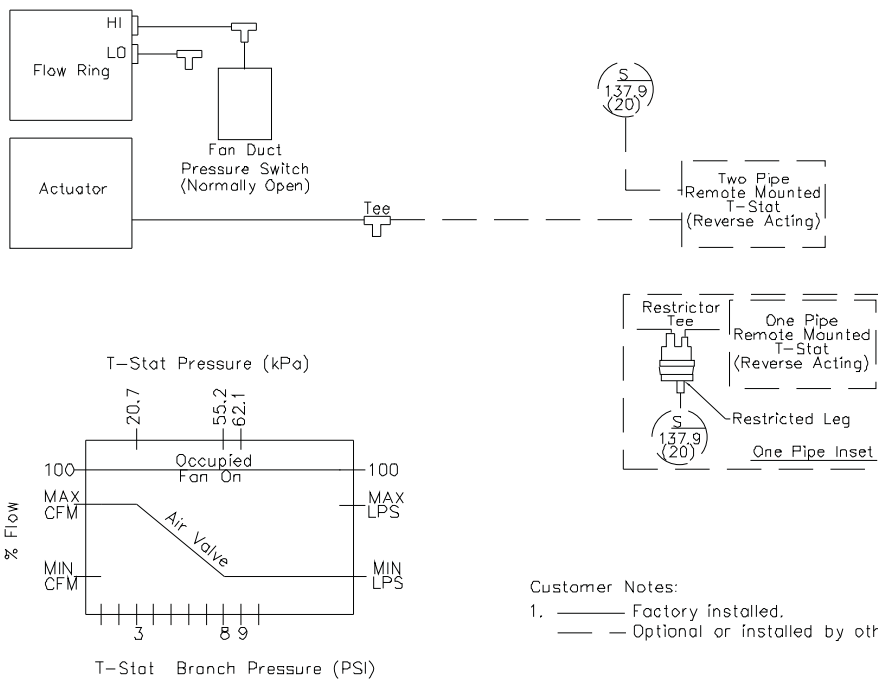 HI
LO
Flow Ring
Fan Duct
Pressure Switch
(Normally Open)
Actuator
Tee
S
137.9
(20)
Two Pipe
Remote Mounted
T-Stat
(Reverse Acting)
Restrictor
Tee
One Pipe
Remote Mounted
T-Stat
(Reverse Acting)
Restricted Leg
S
137.9
(20)
One Pipe Inset
T-Stat Pressure (kPa)
20.7
55.2
62.1
Occupied
Fan On
100
100
MAX
CFM
MAX
LPS
Air Valve
% Flow
MIN
CFM
MIN
LPS
3
8
9
T-Stat Branch Pressure (PSI)
Customer Notes:
1. Factory installed.
Optional or installed by